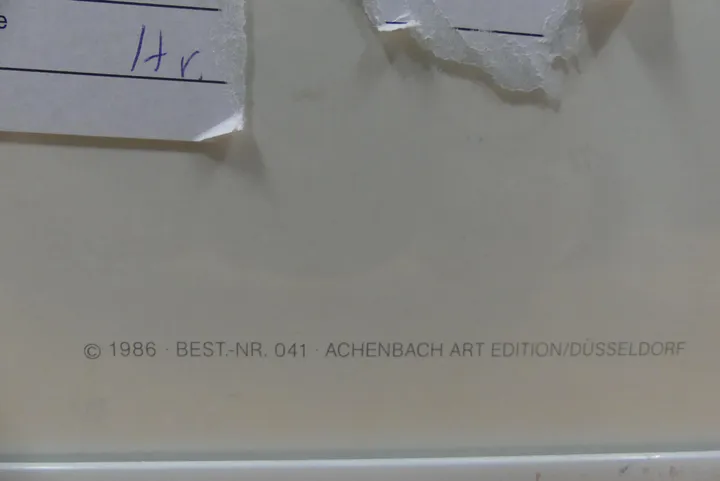 e
Hr.
© 1986 · BEST.-NR. 041 · ACHENBACH ART EDITION/DÜSSELDORF